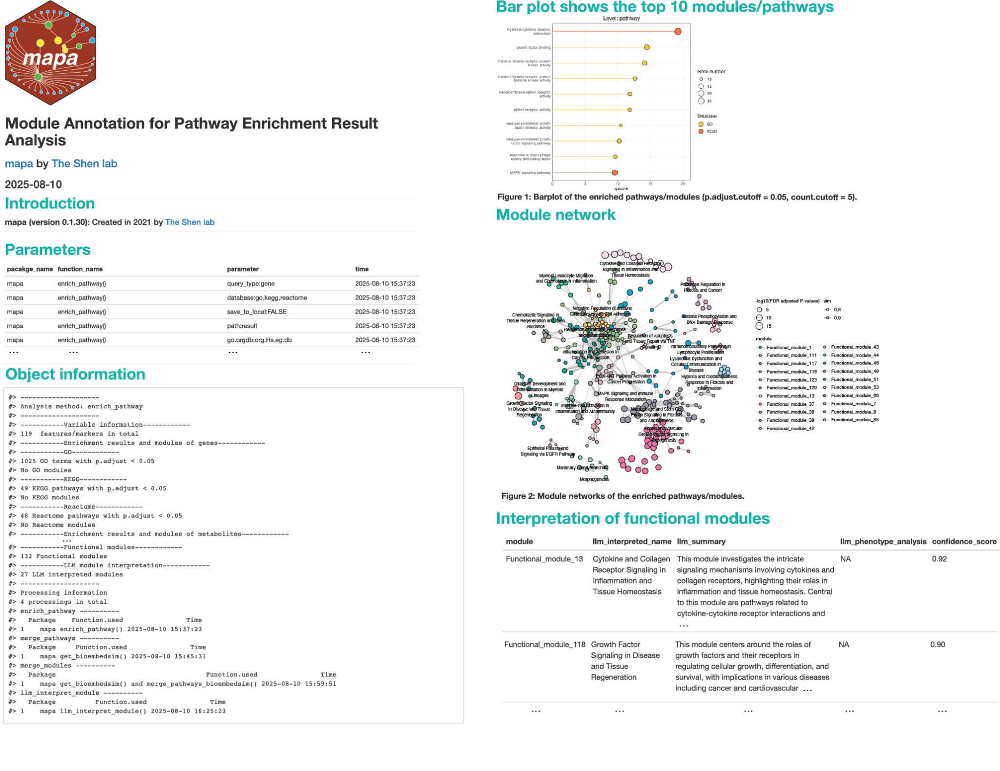 mapa
Module Annotation for Pathway Enrichment Result
Analysis
mapa by The Shen lab
2025-08-10
Introduction
mapa (version 0.1.30): Created in 2021 by The Shen lab
Parameters
pacakge_name function_name parameter time
mapa enrich_pathway() query_type:gene 2025-08-10 15:37:23
mapa enrich_pathway() database:go,kegg,reactome 2025-08-10 15:37:23
mapa enrich_pathway() save_to_local:FALSE 2025-08-10 15:37:23
mapa enrich_pathway() path:result 2025-08-10 15:37:23
mapa enrich_pathway() go.orgdb:org.Hs.eg.db 2025-08-10 15:37:23
... ... ... ...
Object information
#> --------------------
#> Analysis method: enrich_pathway
#> --------------------
#> -----------Variable information------------
#> 119  features/markers in total
#> -----------Enrichment results and modules of genes------------
#> -----------GO------------
#> 1025 GO terms with p.adjust < 0.05
#> No GO modules
#> -----------KEGG------------
#> 49 KEGG pathways with p.adjust < 0.05
#> No KEGG modules
#> -----------Reactome------------
#> 48 Reactome pathways with p.adjust < 0.05
#> No Reactome modules
#> -----------Enrichment results and modules of metabolites------------
...
#> -----------Functional modules------------
#> 132 Functional modules
#> -----------LLM module interpretation------------
#> 27 LLM interpreted modules
#> --------------------
#> Processing information
#> 4 processings in total
#> enrich_pathway ----------
#>   Package    Function.used                Time
#> 1    mapa enrich_pathway() 2025-08-10 15:37:23
#> merge_pathways ----------
#>   Package     Function.used                Time
#> 1    mapa get_bioembedsim() 2025-08-10 15:45:31
#> merge_modules ----------
#>   Package                                      Function.used                Time
#> 1    mapa get_bioembedsim() and merge_pathways_bioembedsim() 2025-08-10 15:59:51
#> llm_interpret_module ----------
#>   Package          Function.used                Time
#> 1    mapa llm_interpret_module() 2025-08-10 16:25:23
Bar plot shows the top 10 modules/pathways
Level: pathway
Cytokine-cytokine receptor
interaction
growth factor binding
transmembrane receptor protein
kinase activity
transmembrane receptor protein
tyrosine kinase activity
transmembrane-ephrin receptor
activity
ephrin receptor activity
vascular endothelial growth
factor receptor activity
vascular endothelial growth
factor signaling pathway
response to macrophage
colony-stimulating factor
MAPK signaling pathway
0 5 10 15 20
qscore
Gene number
10
15
20
25
Database
GO
KEGG
Figure 1: Barplot of the enriched pathways/modules (p.adjust.cutoff = 0.05, count.cutoff = 5).
Module network
Cytokine and Collagen Receptor
Signaling in Inflammation and
Tissue Homeostasis
Myeloid Leukocyte Migration
and Chemotaxis in Inflammation
Peptidase Regulation in
Fibrosis and Cancer
Negative Regulation of Immune
Responses and Cell Adhesion
Chemotactic Signaling in
Tissue Regeneration and Axon
Guidance
Histone Phosphorylation and
DNA Damage Response
Regulation of Immune Response
and Inflammation
Regulation of Apoptosis
and Tissue Repair via TNF
Signaling
Immunomodulatory Pathways in
Lymphocyte Proliferation
Inflammation and Adhesion in
Cancer Progression
Lysosomal Dysfunction and
Cellular Communication in
Disease
PI3K-AKT Pathway Activation in
Cancer Progression
Hypoxia and Oxidative Stress
Response in Fibrosis and
Inflammation
Glial Cell Development and
Differentiation in Myeloid
Lineages
MAPK Signaling and Immune
Response Modulation
Growth Factor Signaling
in Disease and Tissue
Regeneration
Immune Cell Activation in
Inflammation and Autoimmunity
Macrophage and Stem Cell
Factor Signaling in Fibrosis
and Angiogenesis
Ephrin and Vascular
Growth Factor Signaling in
Angiogenesis
Epithelial Polarity and
Signaling via EGFR Pathway
Mammary Gland Branching
Morphogenesis
-log10(FDR adjusted P-values)
5
10
15
sim
0.8
0.9
module
Functional_module_1
Functional_module_111
Functional_module_117
Functional_module_118
Functional_module_123
Functional_module_129
Functional_module_13
Functional_module_37
Functional_module_38
Functional_module_39
Functional_module_42
Functional_module_43
Functional_module_44
Functional_module_46
Functional_module_49
Functional_module_51
Functional_module_53
Functional_module_66
Functional_module_7
Functional_module_8
Functional_module_85
Figure 2: Module networks of the enriched pathways/modules.
Interpretation of functional modules
module llm_interpreted_name llm_summary llm_phenotype_analysis confidence_score
Functional_module_13 Cytokine and Collagen This module investigates the intricate NA 0.92
Receptor Signaling in signaling mechanisms involving cytokines and
Inflammation and collagen receptors, highlighting their roles in
Tissue Homeostasis inflammation and tissue homeostasis. Central
to this module are pathways related to
cytokine-cytokine receptor interactions and
...
Functional_module_118 Growth Factor This module centers around the roles of NA 0.90
Signaling in Disease growth factors and their receptors in
and Tissue regulating cellular growth, differentiation, and
Regeneration survival, with implications in various diseases
including cancer and cardiovascular ...
... ... ... ... ...